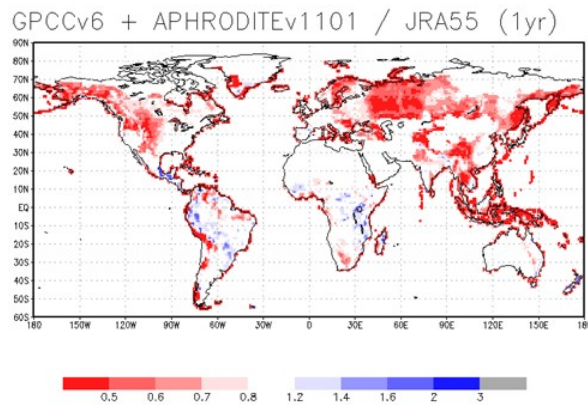 GPCCv6 + APHRODITEv1101 / JRA55 (1yr)
90N
80N
70N
60N
50N
40N
30N
20N
10N
EQ
10S
20S
30S
40S
50S
60S
180 150W 120W 90W 60W 30W 0 30E 60E 90E 120E 150E 180
0.5 0.6 0.7 0.8 1.2 1.4 1.6 2 3